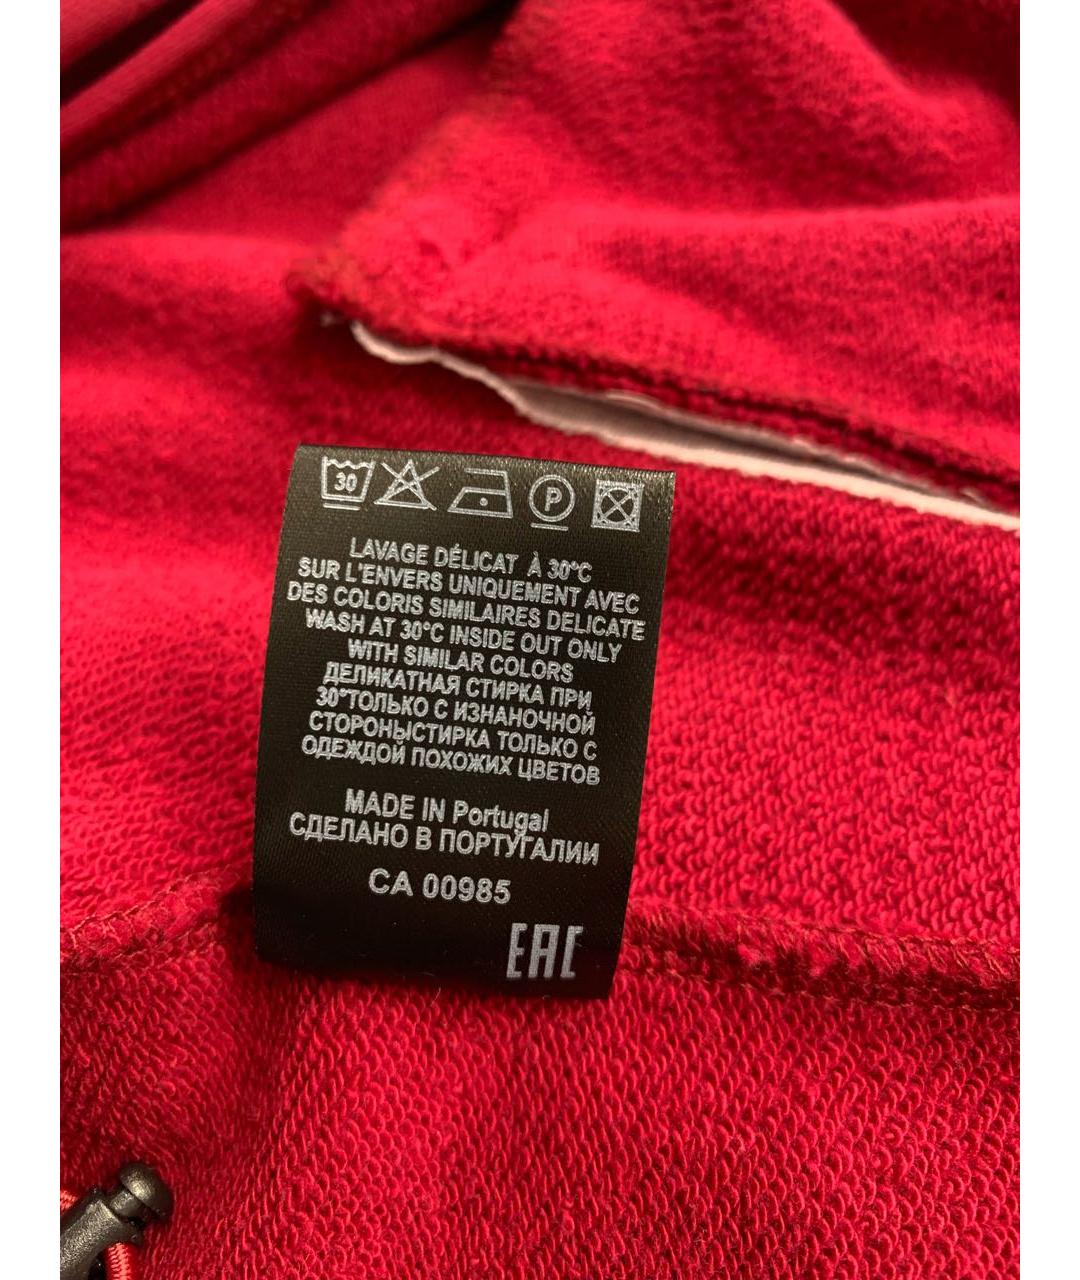 30 P
LAVAGE DÉLICAT À 30°C
SUR L'ENVERS UNIQUEMENT AVEC
DES COLORIS SIMILAIRES DELICATE
WASH AT 30°C INSIDE OUT ONLY
WITH SIMILAR COLORS
ДЕЛИКАТНАЯ СТИРКА ПРИ
30°ТОЛЬКО С ИЗНАНОЧНОЙ
СТОРОНЫСТИРКА ТОЛЬКО С
ОДЕЖДОЙ ПОХОЖИХ ЦВЕТОВ
MADE IN Portugal
СДЕЛАНО В ПОРТУГАЛИИ
CA 00985
EAC